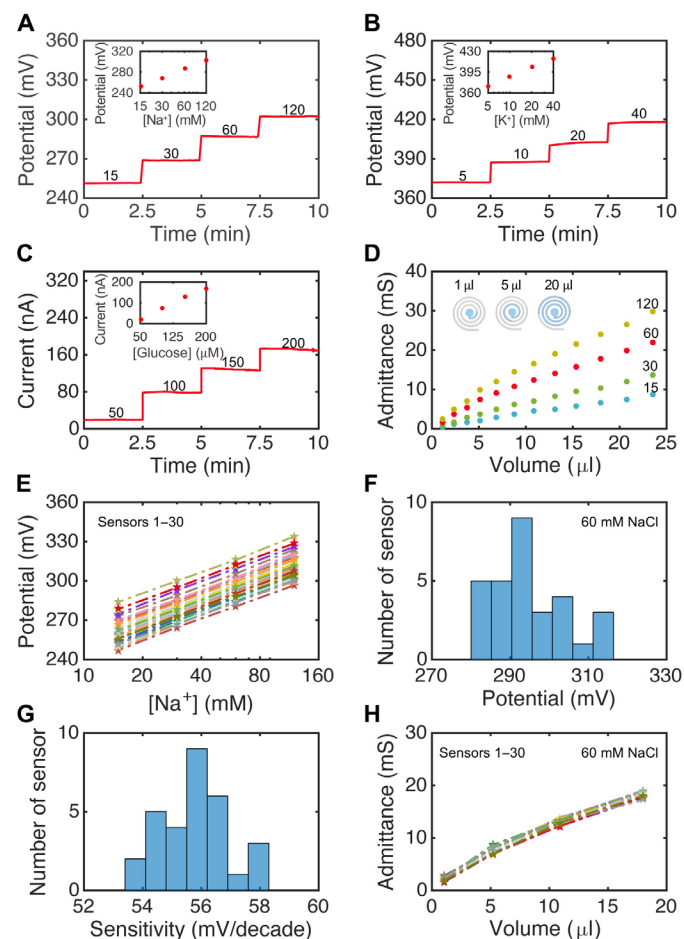 A
Potential (mV)
360
330
300
270
240
320
280
240
Potential (mV)
15 30 60 120
[Na⁺] (mM)
15
30
60
120
0 2.5 5 7.5 10
Time (min)
B
Potential (mV)
480
450
420
390
360
430
395
360
Potential (mV)
5 10 20 40
[K⁺] (mM)
5
10
20
40
0 2.5 5 7.5 10
Time (min)
C
Current (nA)
320
240
160
80
0
200
100
0
Current (nA)
50 125 200
[Glucose] (μM)
50
100
150
200
0 2.5 5 7.5 10
Time (min)
D
Admittance (mS)
40
30
20
10
0
1 μl 5 μl 20 μl
120
60
30
15
0 5 10 15 20 25
Volume (μl)
E
Potential (mV)
360
330
300
270
240
Sensors 1–30
10 20 40 80 160
[Na⁺] (mM)
F
Number of sensor
10
5
0
60 mM NaCl
270 290 310 330
Potential (mV)
G
Number of sensor
10
5
0
52 54 56 58 60
Sensitivity (mV/decade)
H
Admittance (mS)
30
20
10
0
Sensors 1–30 60 mM NaCl
0 5 10 15 20
Volume (μl)